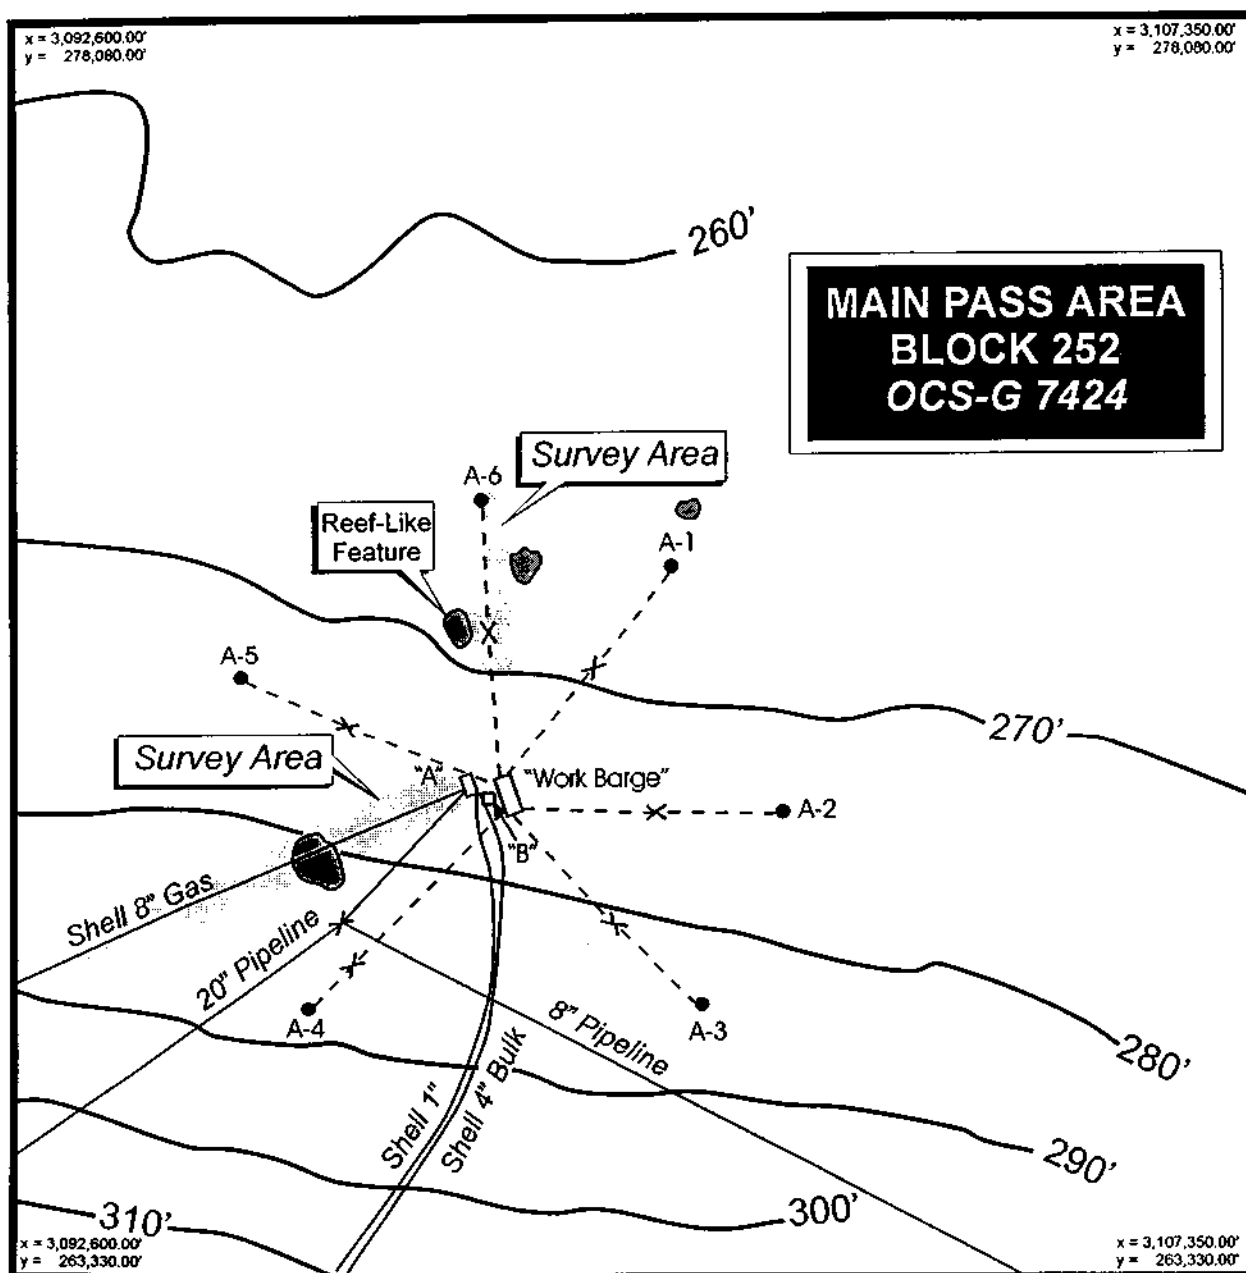 x = 3,092,600.00'
y = 278,080.00'
x = 3,107,350.00'
y = 278,080.00'
260'
MAIN PASS AREA
BLOCK 252
OCS-G 7424
Survey Area
A-6
Reef-Like
Feature
A-1
A-5
270'
Survey Area
"A"
"Work Barge"
A-2
"B"
Shell 8" Gas
20" Pipeline
A-4
A-3
8" Pipeline
280'
Shell 1"
Shell 4" Bulk
290'
300'
310'
x = 3,092,600.00'
y = 263,330.00'
x = 3,107,350.00'
y = 263,330.00'